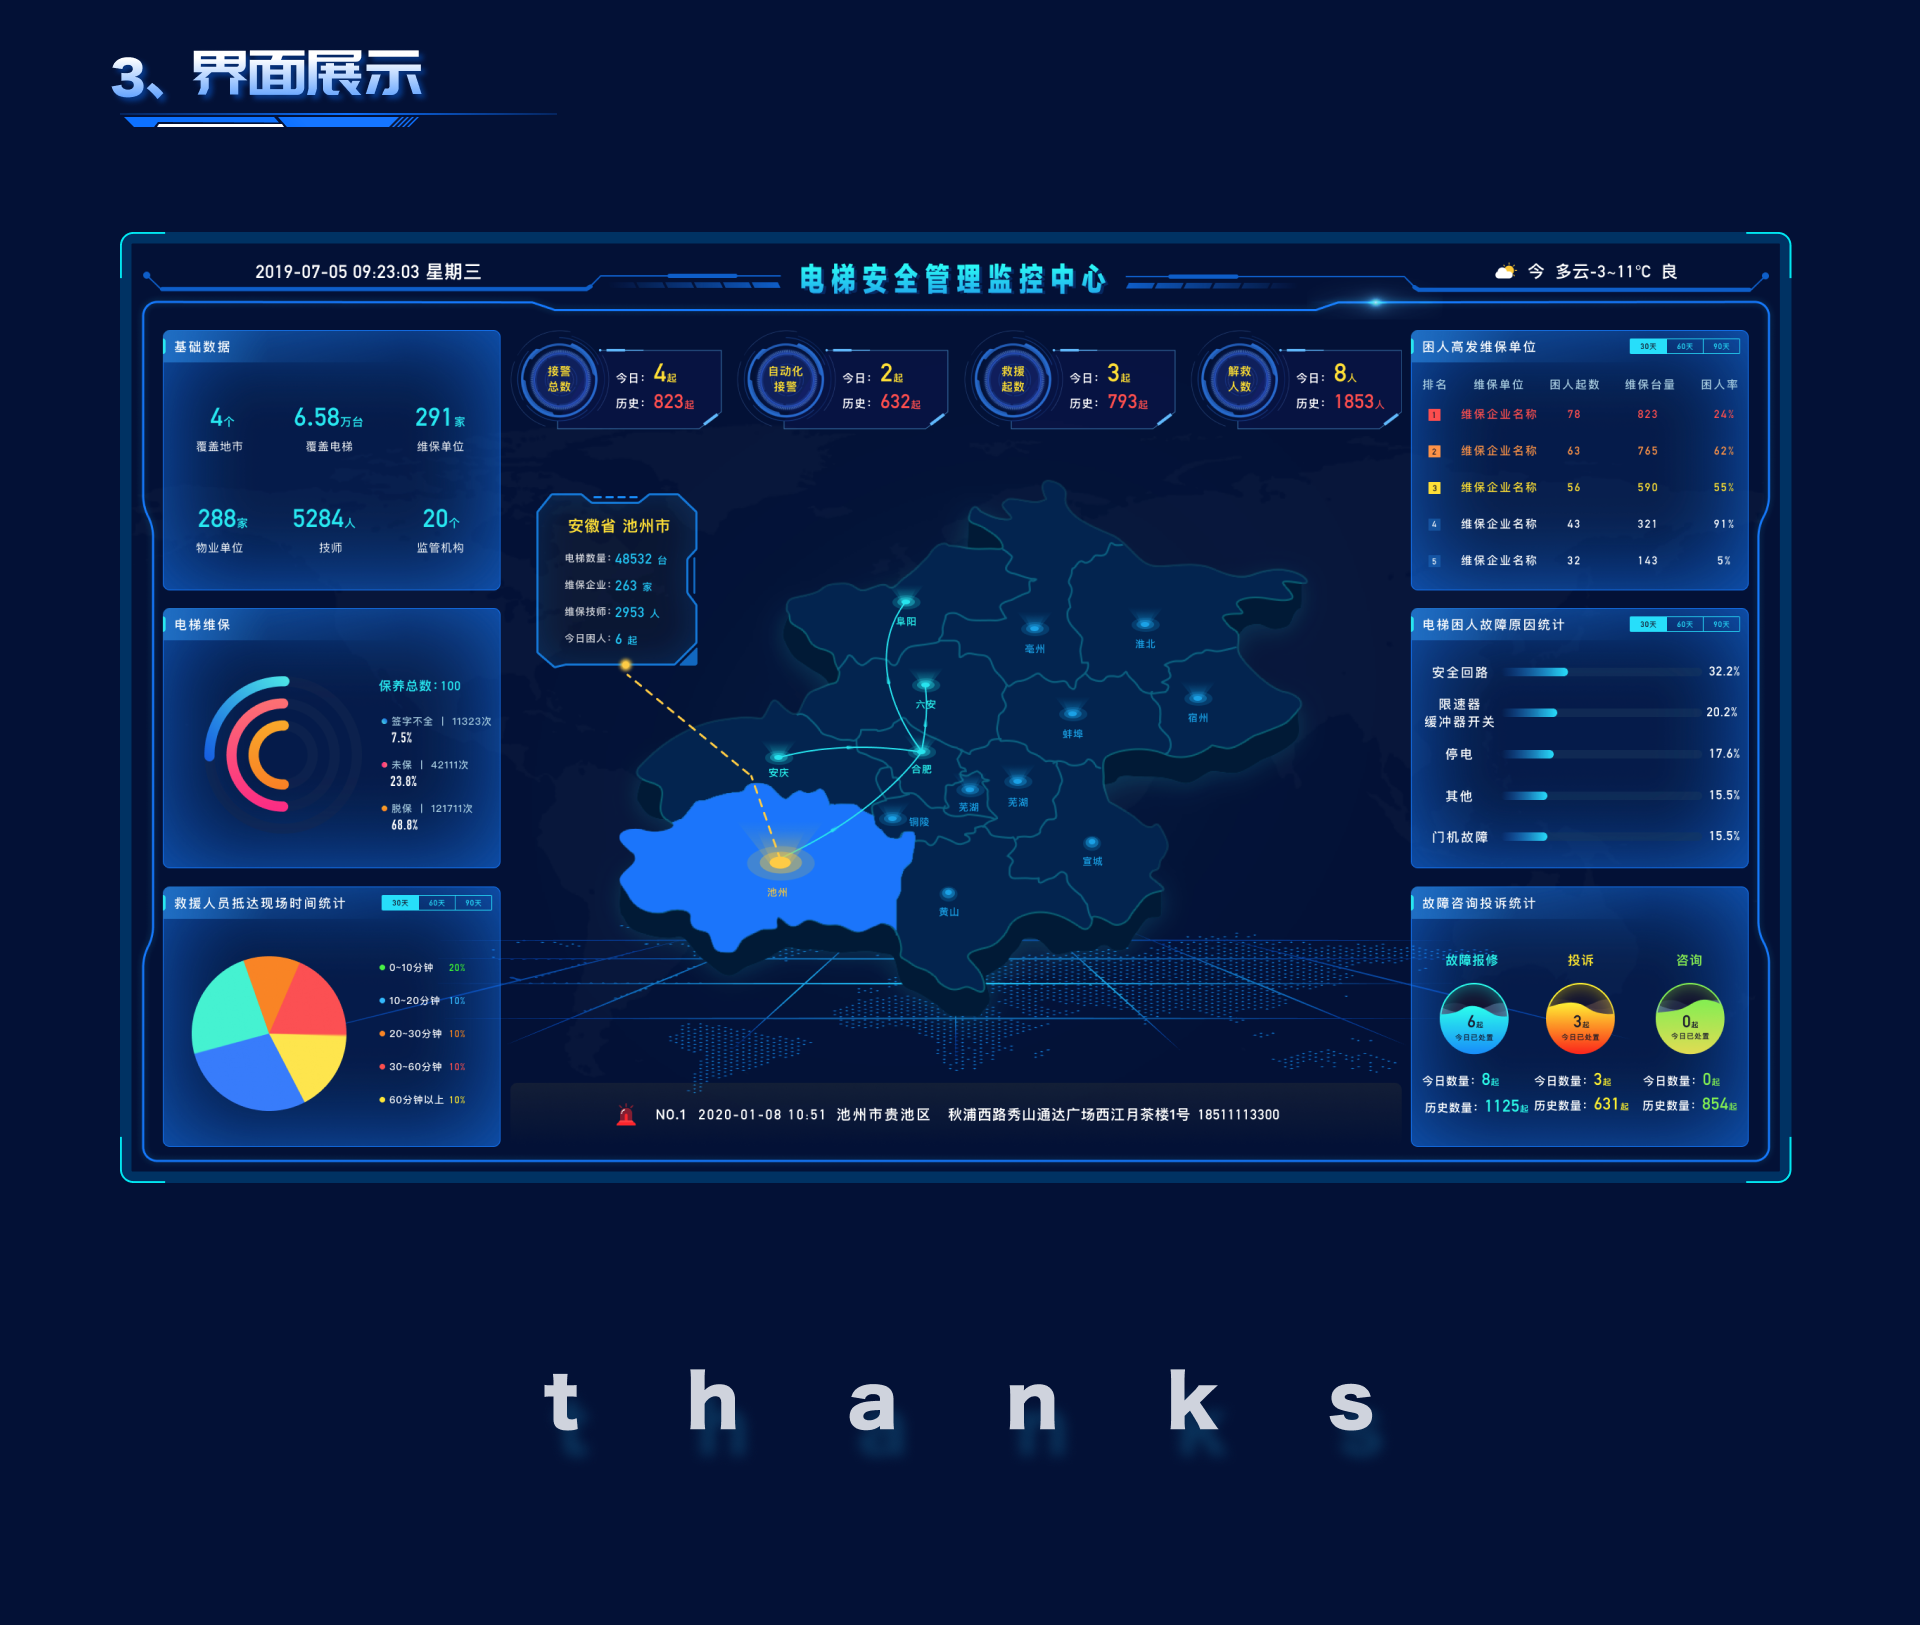 3、界面展示
2019-07-05 09:23:03 星期三
电梯安全管理监控中心
今 多云-3~11℃ 良
基础数据
4个 6.58万台 291家
覆盖地市 覆盖电梯 维保单位
288家 5284人 20个
物业单位 技师 监管机构
电梯维保
保养总数:100
签字不全 | 11323次
7.5%
未保 | 42111次
23.8%
脱保 | 121711次
68.8%
救援人员抵达现场时间统计
30天 60天 90天
0~10分钟 20%
10~20分钟 10%
20~30分钟 10%
30~60分钟 10%
60分钟以上 10%
接警
总数
今日: 4起
历史: 823起
自动化
接警
今日: 2起
历史: 632起
救援
起数
今日: 3起
历史: 793起
解救
人数
今日: 8人
历史: 1853人
安徽省 池州市
电梯数量: 48532 台
维保企业: 263 家
维保技师: 2953 人
今日困人: 6 起
阜阳
亳州
淮北
六安
宿州
蚌埠
安庆
合肥
芜湖
芜湖
铜陵
宣城
池州
黄山
NO.1 2020-01-08 10:51 池州市贵池区 秋浦西路秀山通达广场西江月茶楼1号 18511113300
困人高发维保单位
30天 60天 90天
排名 维保单位 困人起数 维保台量 困人率
1 维保企业名称 78 823 24%
2 维保企业名称 63 765 62%
3 维保企业名称 56 590 55%
4 维保企业名称 43 321 91%
5 维保企业名称 32 143 5%
电梯困人故障原因统计
30天 60天 90天
安全回路 32.2%
限速器
缓冲器开关 20.2%
停电 17.6%
其他 15.5%
门机故障 15.5%
故障咨询投诉统计
故障报修 投诉 咨询
6起 3起 0起
今日已处置 今日已处置 今日已处置
今日数量: 8起 今日数量: 3起 今日数量: 0起
历史数量: 1125起 历史数量: 631起 历史数量: 854起
thanks